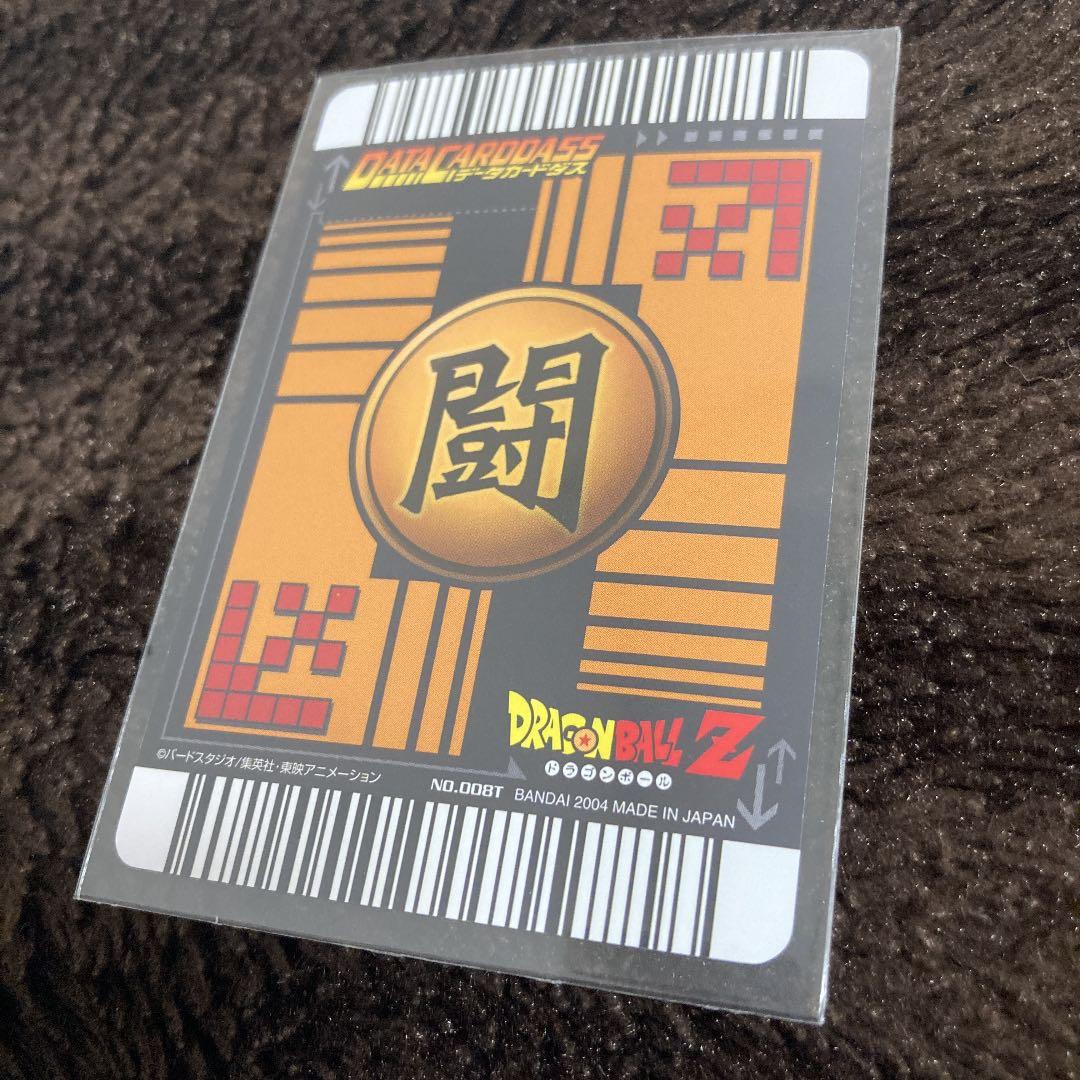 DATA CARDDASS
データカードダス
闘
DRAGON BALL Z
ドラゴンボール
©バードスタジオ/集英社・東映アニメーション
NO.008T BANDAI 2004 MADE IN JAPAN